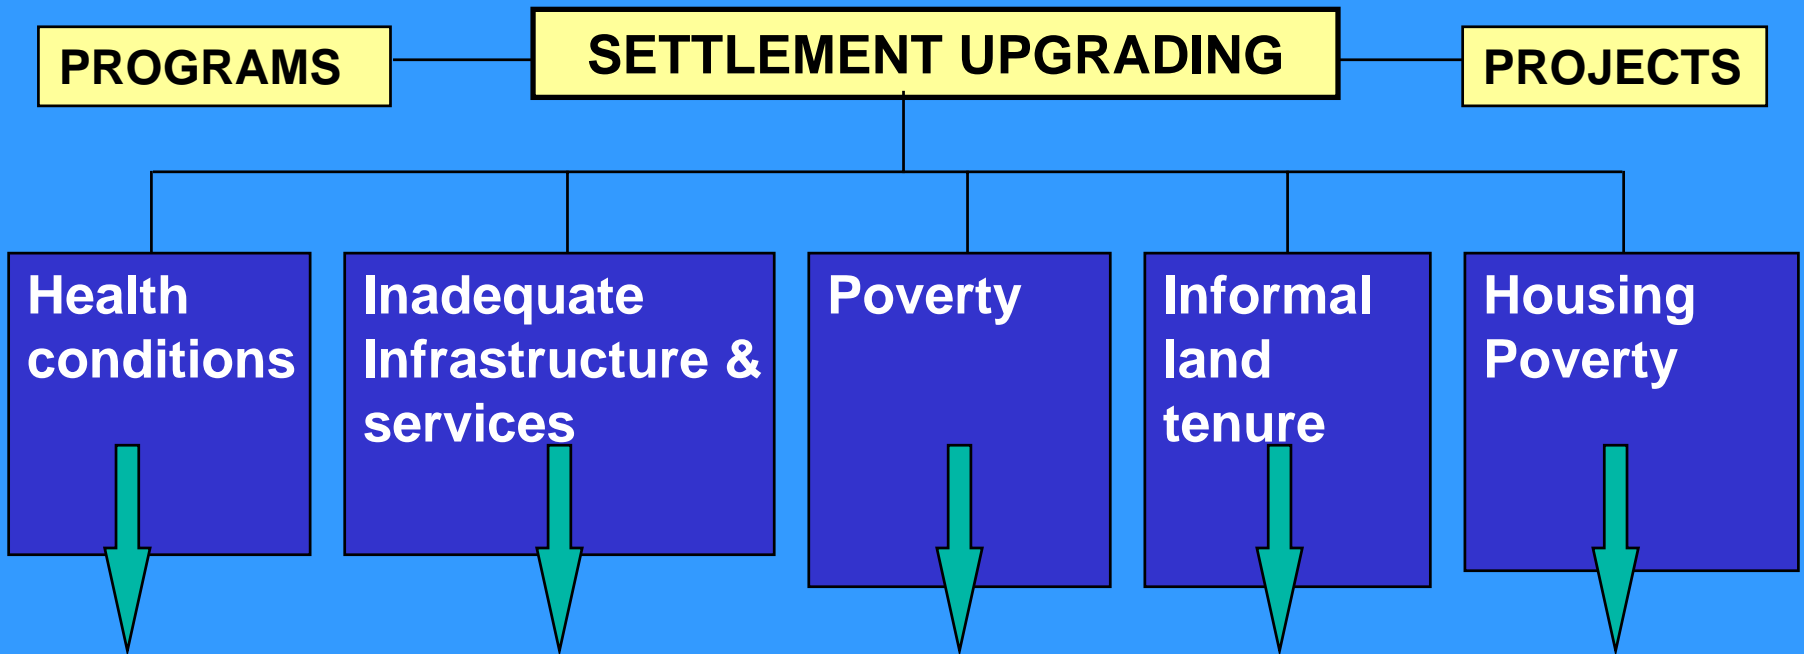 PROGRAMS
SETTLEMENT UPGRADING
PROJECTS
Health
conditions
Inadequate
Infrastructure &
services
Poverty
Informal
land
tenure
Housing
Poverty